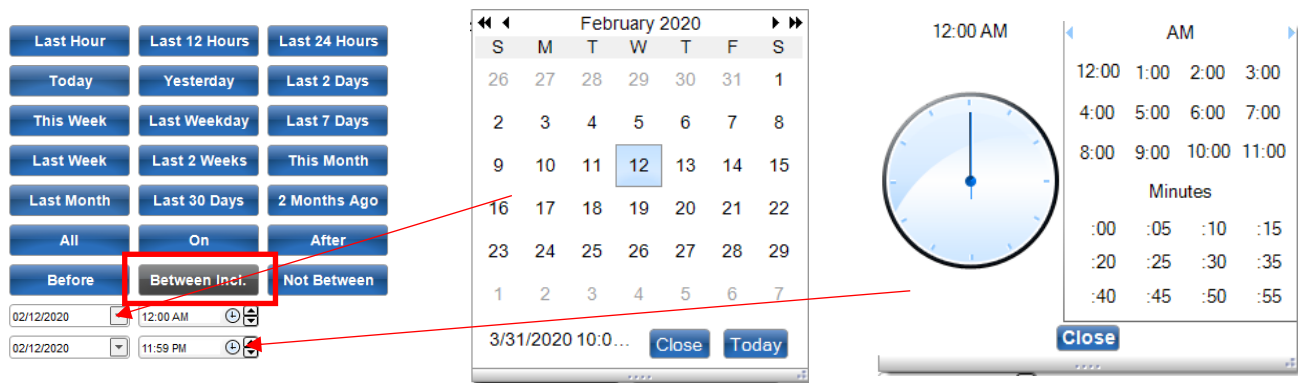 Last Hour Last 12 Hours Last 24 Hours
Today Yesterday Last 2 Days
This Week Last Weekday Last 7 Days
Last Week Last 2 Weeks This Month
Last Month Last 30 Days 2 Months Ago
All On After
Before Between Incl. Not Between
02/12/2020 12:00 AM
02/12/2020 11:59 PM
February 2020
S M T W T F S
26 27 28 29 30 31 1
2 3 4 5 6 7 8
9 10 11 12 13 14 15
16 17 18 19 20 21 22
23 24 25 26 27 28 29
1 2 3 4 5 6 7
3/31/2020 10:0... Close Today
12:00 AM
AM
12:00 1:00 2:00 3:00
4:00 5:00 6:00 7:00
8:00 9:00 10:00 11:00
Minutes
:00 :05 :10 :15
:20 :25 :30 :35
:40 :45 :50 :55
Close